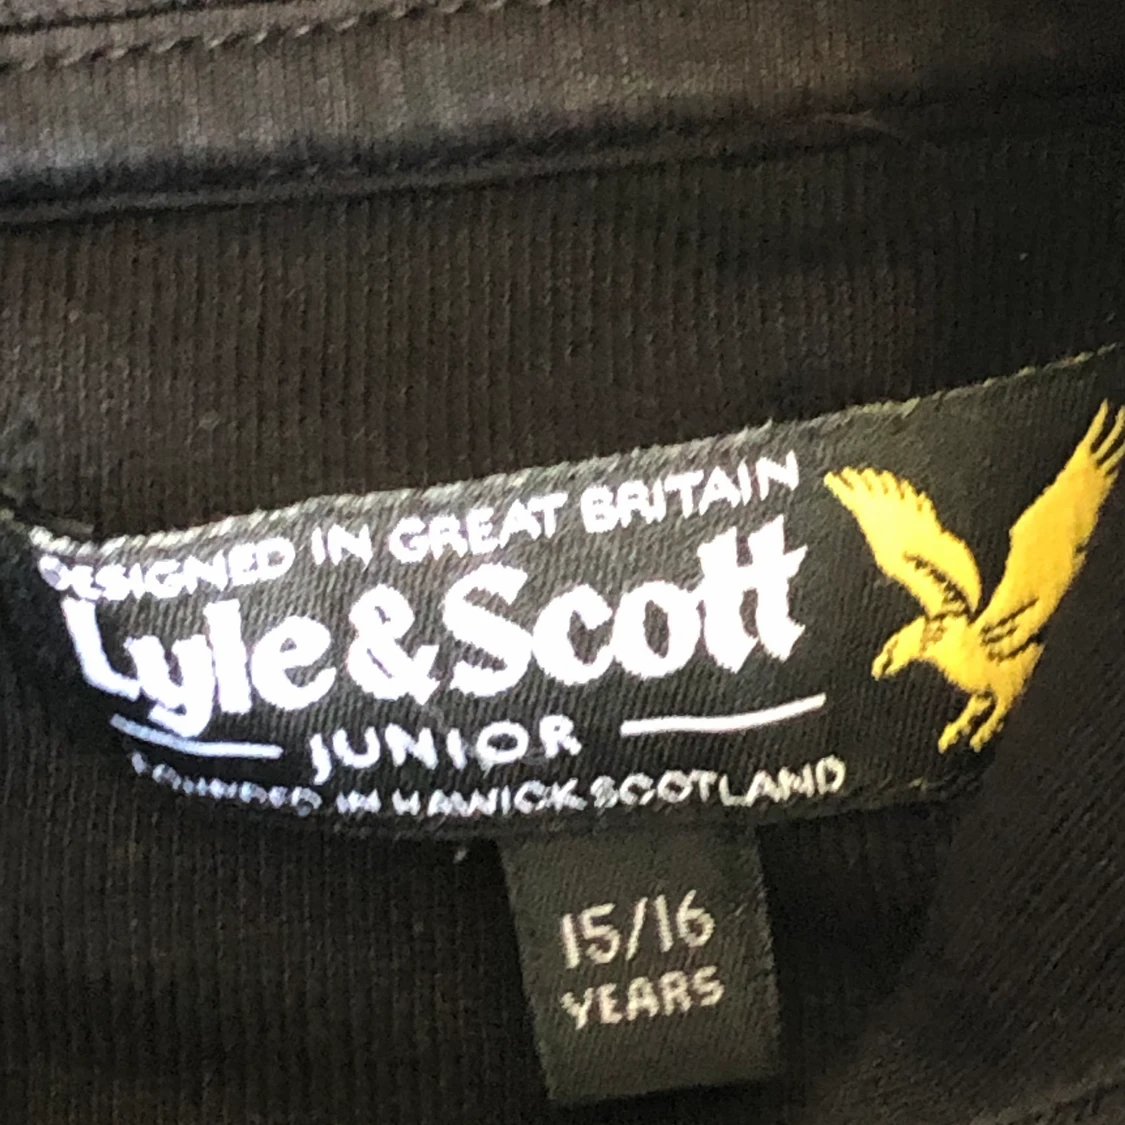 DESIGNED IN GREAT BRITAIN
Lyle & Scott
JUNIOR
FOUNDED IN HAWICK SCOTLAND
15/16
YEARS